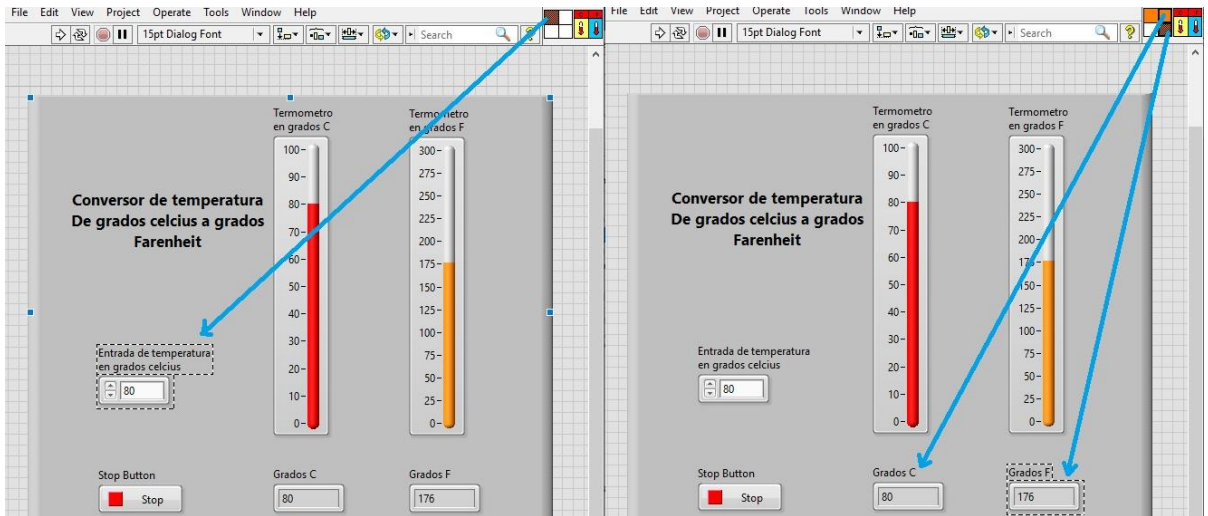 File Edit View Project Operate Tools Window Help
15pt Dialog Font Search
Termometro
en grados C
Termometro
en grados F
100
90
80
70
60
50
40
30
20
10
0
300
275
250
225
200
175
150
125
100
75
50
25
0
Conversor de temperatura
De grados celcius a grados
Farenheit
Entrada de temperatura
en grados celcius
80
Stop Button
Stop
Grados C
80
Grados F
176
File Edit View Project Operate Tools Window Help
15pt Dialog Font Search
Termometro
en grados C
Termometro
en grados F
100
90
80
70
60
50
40
30
20
10
0
300
275
250
225
200
175
150
125
100
75
50
25
0
Conversor de temperatura
De grados celcius a grados
Farenheit
Entrada de temperatura
en grados celcius
80
Stop Button
Stop
Grados C
80
Grados F
176